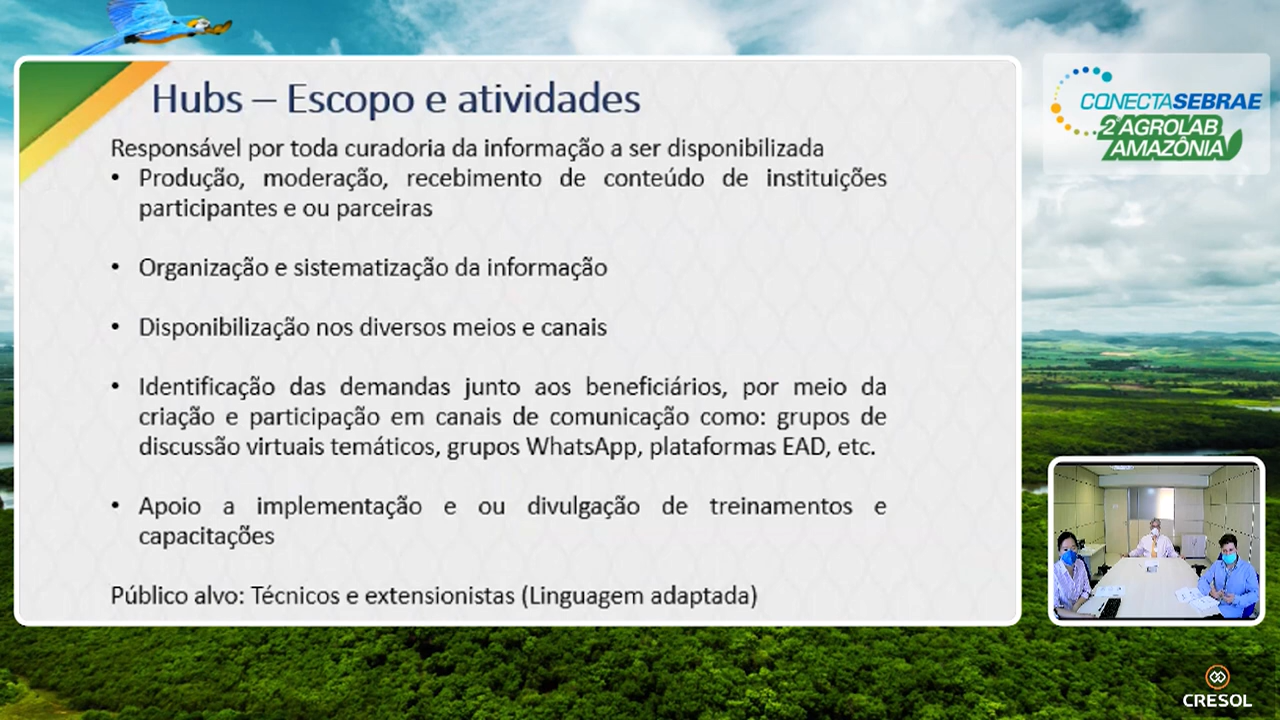 Hubs – Escopo e atividades
Responsável por toda curadoria da informação a ser disponibilizada
• Produção, moderação, recebimento de conteúdo de instituições
participantes e ou parceiras
• Organização e sistematização da informação
• Disponibilização nos diversos meios e canais
• Identificação das demandas junto aos beneficiários, por meio da
criação e participação em canais de comunicação como: grupos de
discussão virtuais temáticos, grupos WhatsApp, plataformas EAD, etc.
• Apoio a implementação e ou divulgação de treinamentos e
capacitações
Público alvo: Técnicos e extensionistas (Linguagem adaptada)
CONECTASEBRAE
2º AGROLAB
AMAZÔNIA
CRESOL